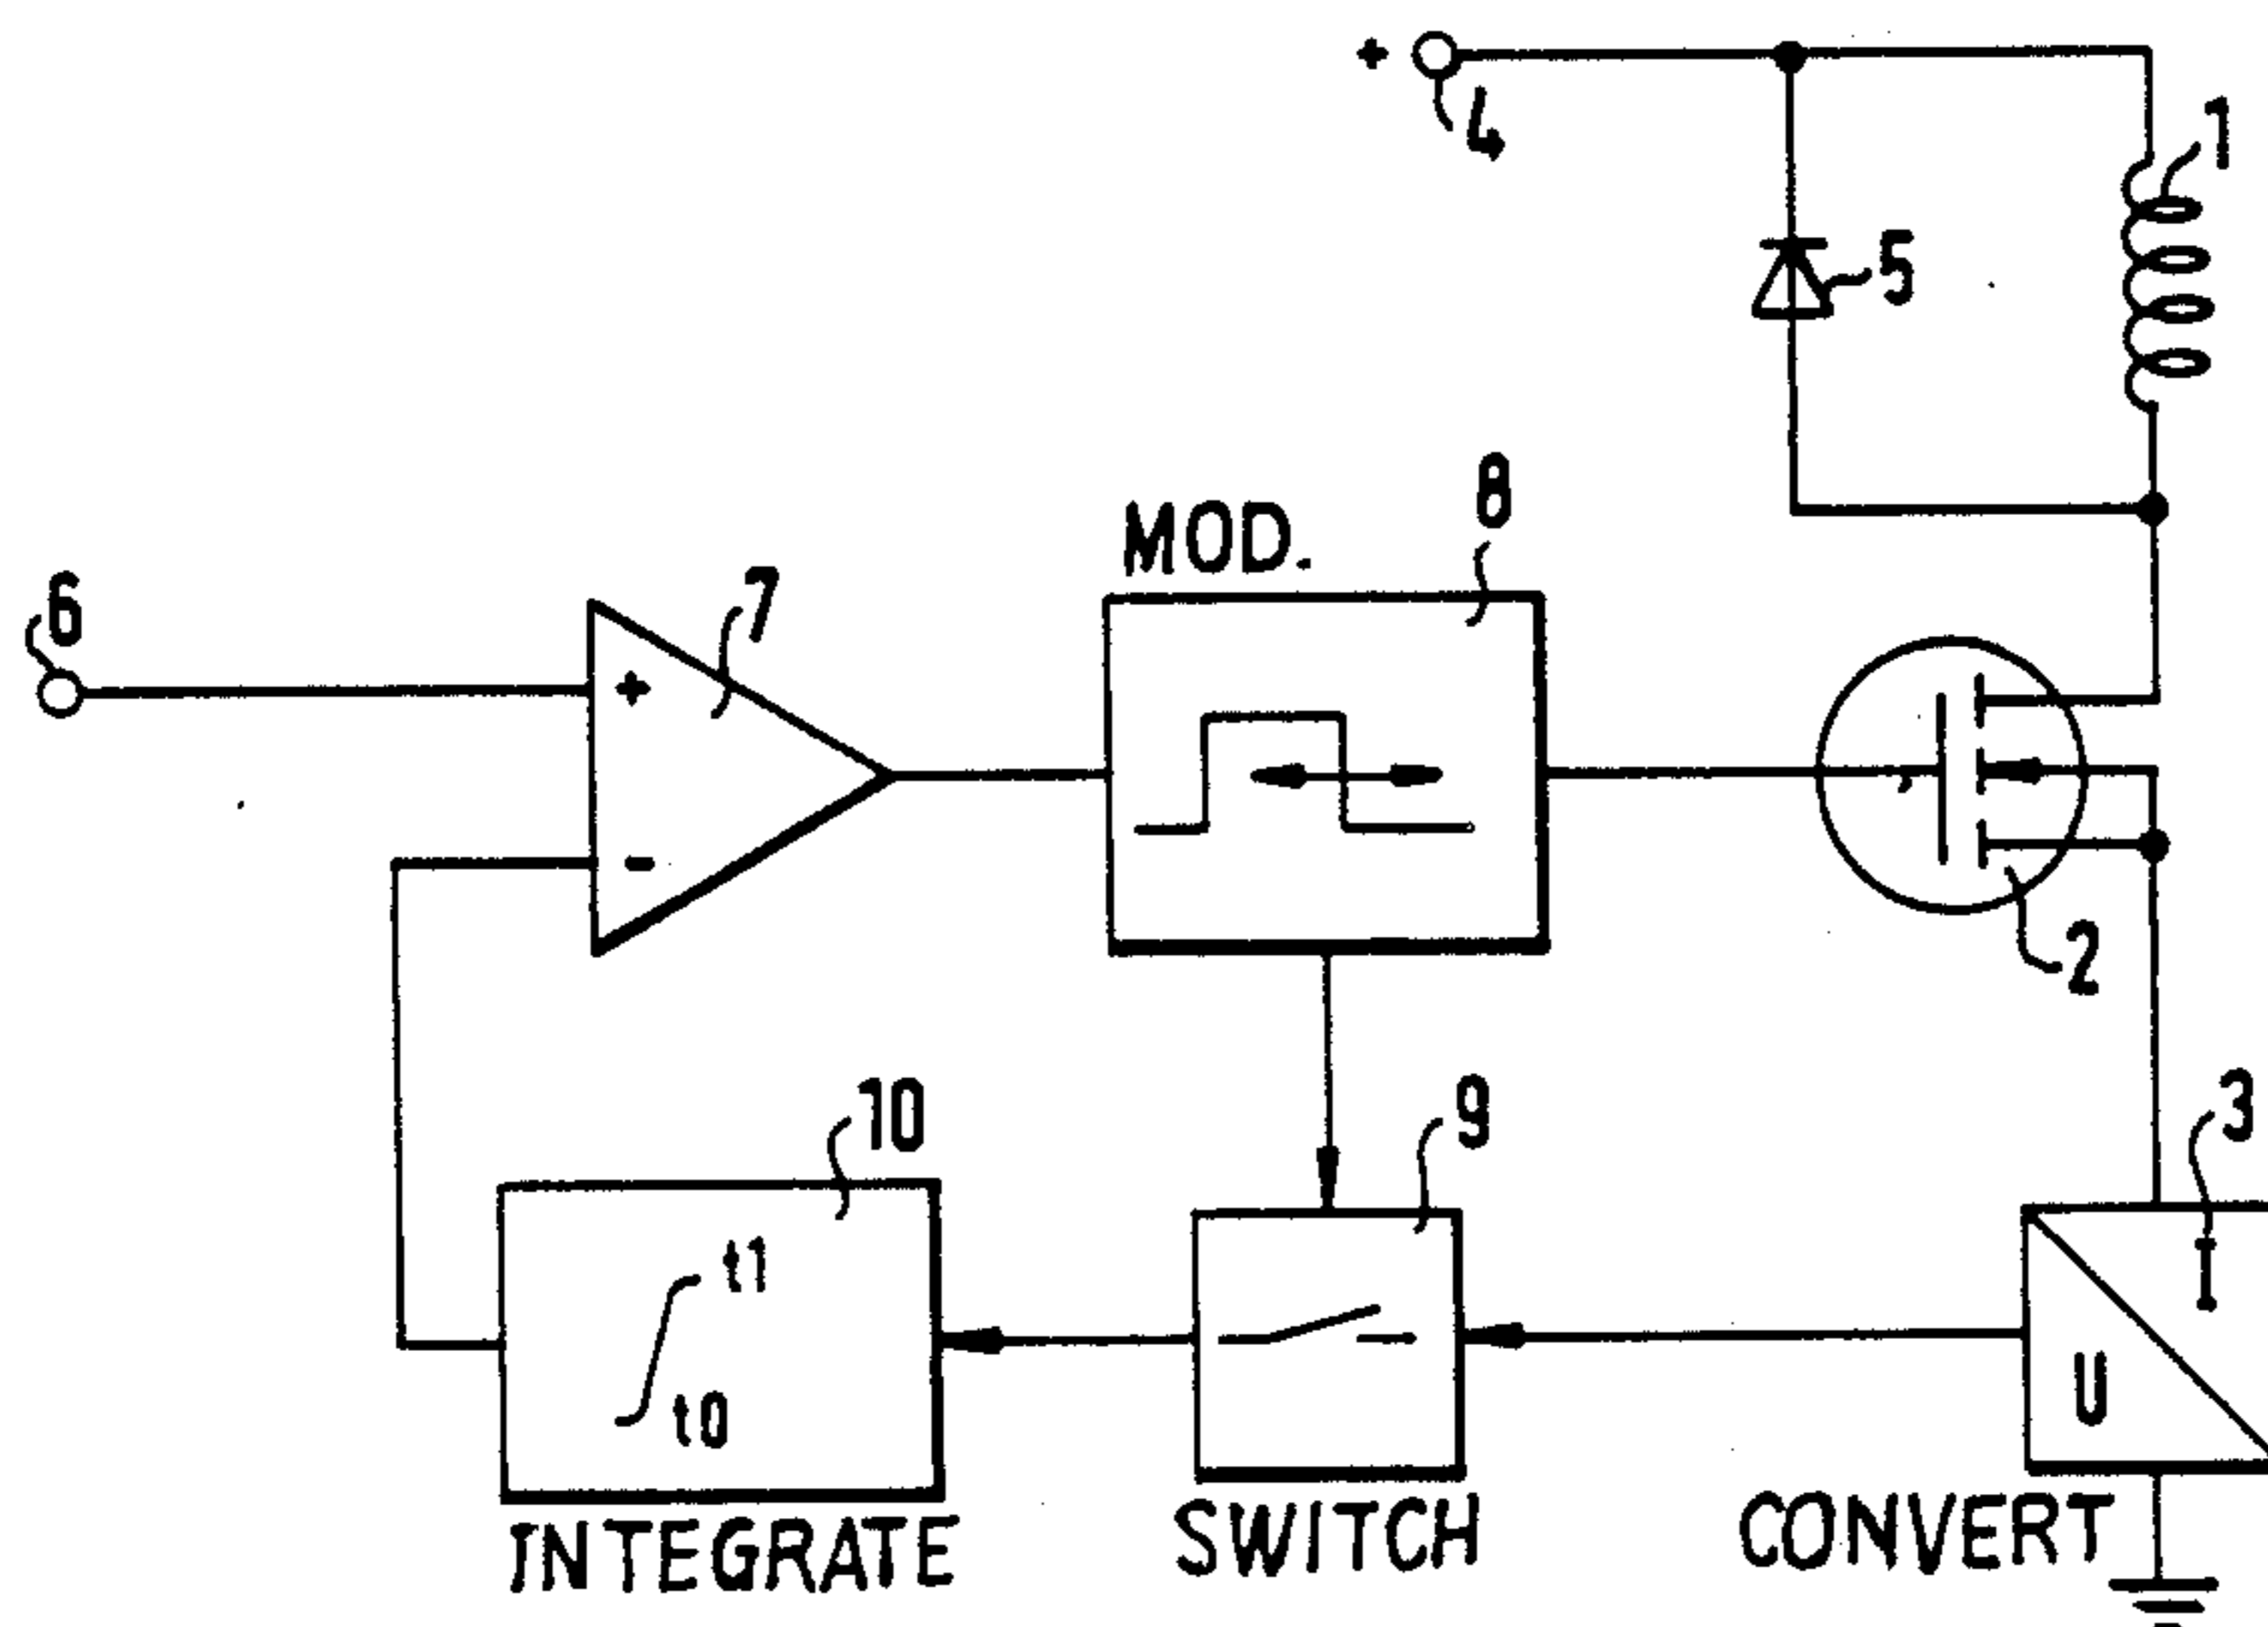 +
4
1
5
8
MOD.
6
7
+
-
2
10
9
3
t1
I
t0
U
INTEGRATE
SWITCH
CONVERT